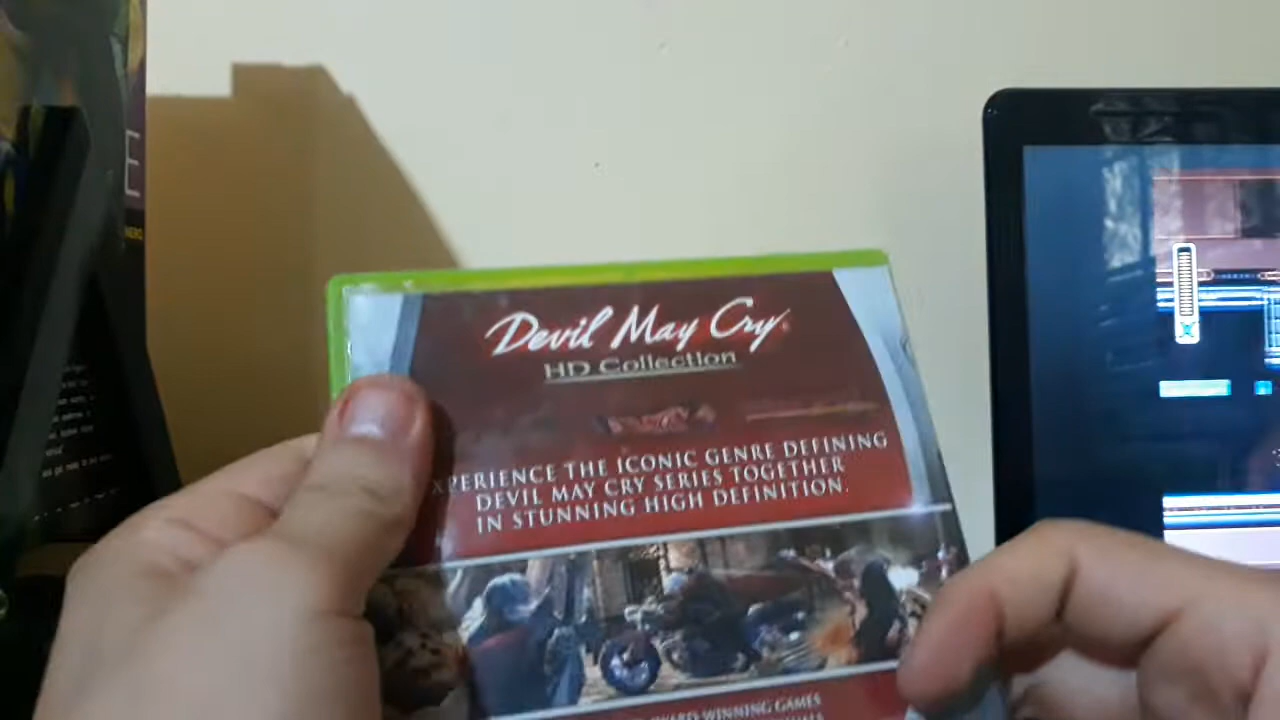 Devil May Cry
HD Collection
XPERIENCE THE ICONIC GENRE DEFINING
DEVIL MAY CRY SERIES TOGETHER
IN STUNNING HIGH DEFINITION.
WINNING GAMES
E